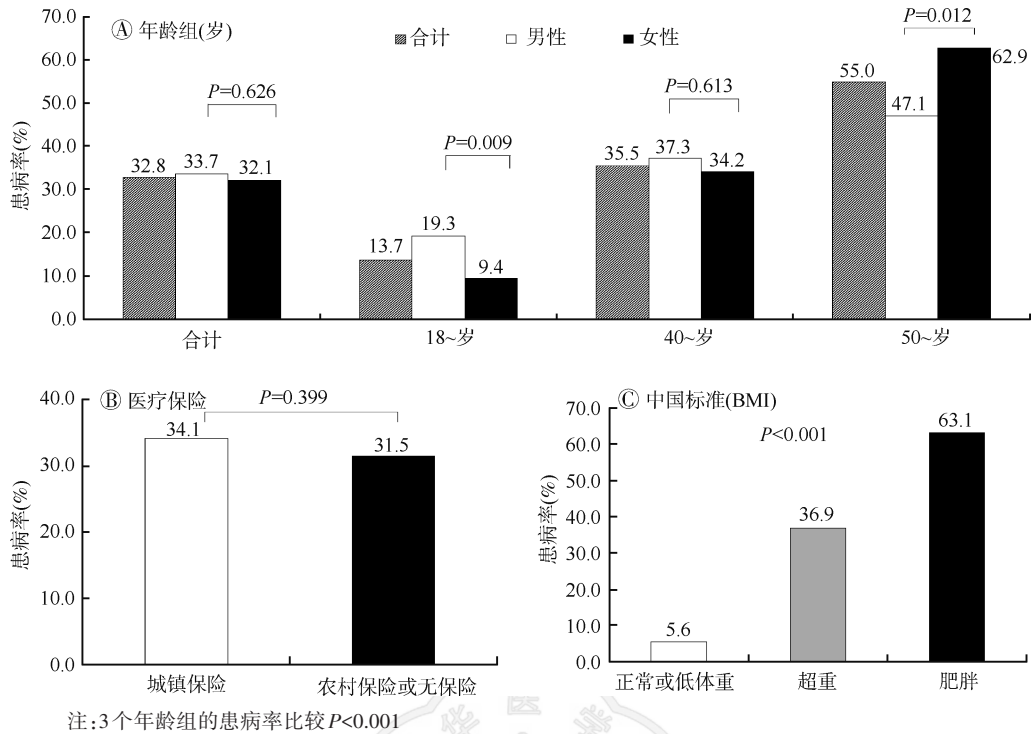 Ⓐ 年龄组(岁)
合计 男性 女性
患病率(%)
70.0
60.0
50.0
40.0
30.0
20.0
10.0
0.0
P=0.626
32.8 33.7 32.1
P=0.009
13.7 19.3 9.4
P=0.613
35.5 37.3 34.2
P=0.012
55.0 47.1 62.9
合计 18~岁 40~岁 50~岁
Ⓑ 医疗保险
患病率(%)
40.0
30.0
30.0
10.0
0.0
P=0.399
34.1 31.5
城镇保险 农村保险或无保险
Ⓒ 中国标准(BMI)
患病率(%)
70.0
60.0
50.0
40.0
30.0
20.0
10.0
0.0
P<0.001
5.6 36.9 63.1
正常或低体重 超重 肥胖
注:3个年龄组的患病率比较P<0.001